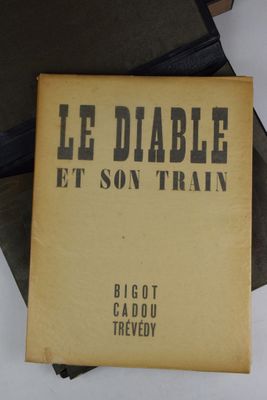 LE DIABLE
ET SON TRAIN
BIGOT
CADOU
TRÉVÉDY